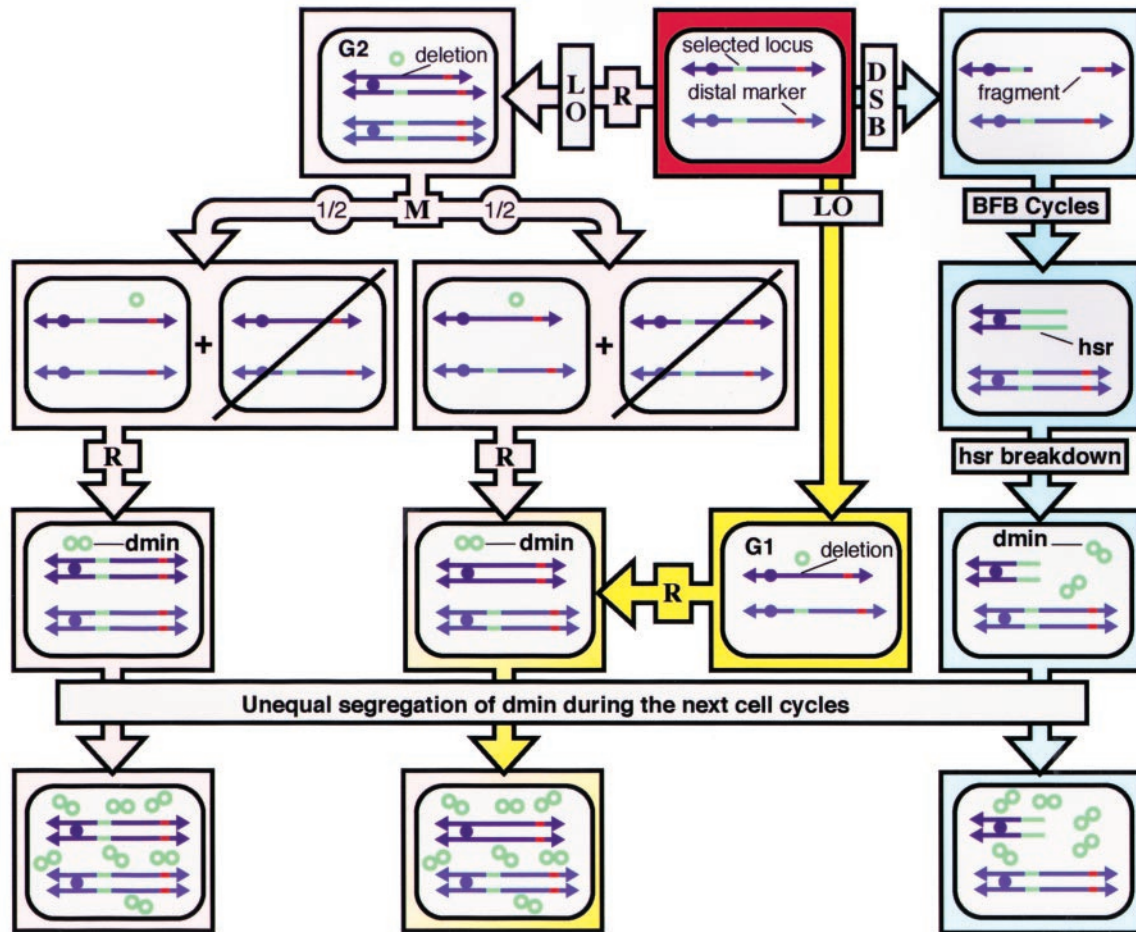 G2
deletion
L
O
R
selected locus
distal marker
D
S
B
fragment
1/2
M
1/2
LO
BFB Cycles
+
+
hsr
R
R
hsr breakdown
dmin
dmin
R
G1
deletion
dmin
Unequal segregation of dmin during the next cell cycles